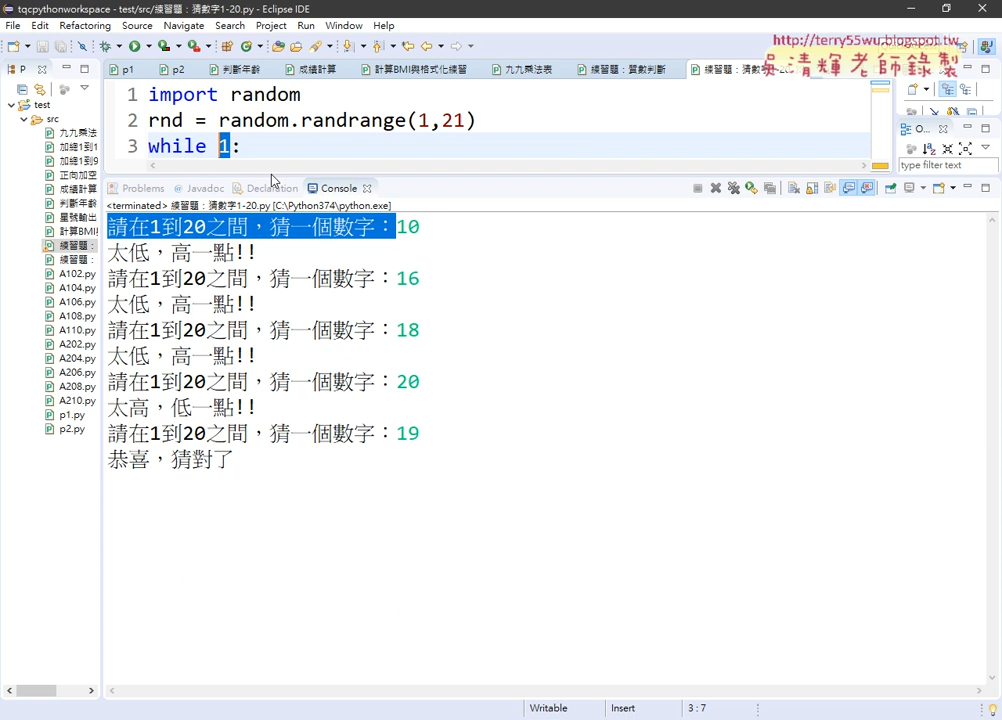 tqcpythonworkspace - test/src/練習題：猜數字1-20.py - Eclipse IDE
File Edit Refactoring Source Navigate Search Project Run Window Help
http://terry55wu.blogspot.tw
吳清輝老師錄製
P
p1 p2 判斷年齡 成績計算 計算BMI與格式化練習 九九乘法表 練習題：質數判斷
test
src
九九乘法
加總1到1
加總1到9
正向加空
成績計算
判斷年齡
星號輸出
計算BMI
練習題：
練習題：
A102.py
A104.py
A106.py
A108.py
A110.py
A202.py
A204.py
A206.py
A208.py
A210.py
p1.py
p2.py
1 import random
2 rnd = random.randrange(1,21)
3 while 1:
O...
type filter text
Problems Javadoc Declaration Console
<terminated> 練習題：猜數字1-20.py [C:\Python374\python.exe]
請在1到20之間，猜一個數字：10
太低，高一點!!
請在1到20之間，猜一個數字：16
太低，高一點!!
請在1到20之間，猜一個數字：18
太低，高一點!!
請在1到20之間，猜一個數字：20
太高，低一點!!
請在1到20之間，猜一個數字：19
恭喜，猜對了
Writable Insert 3 : 7